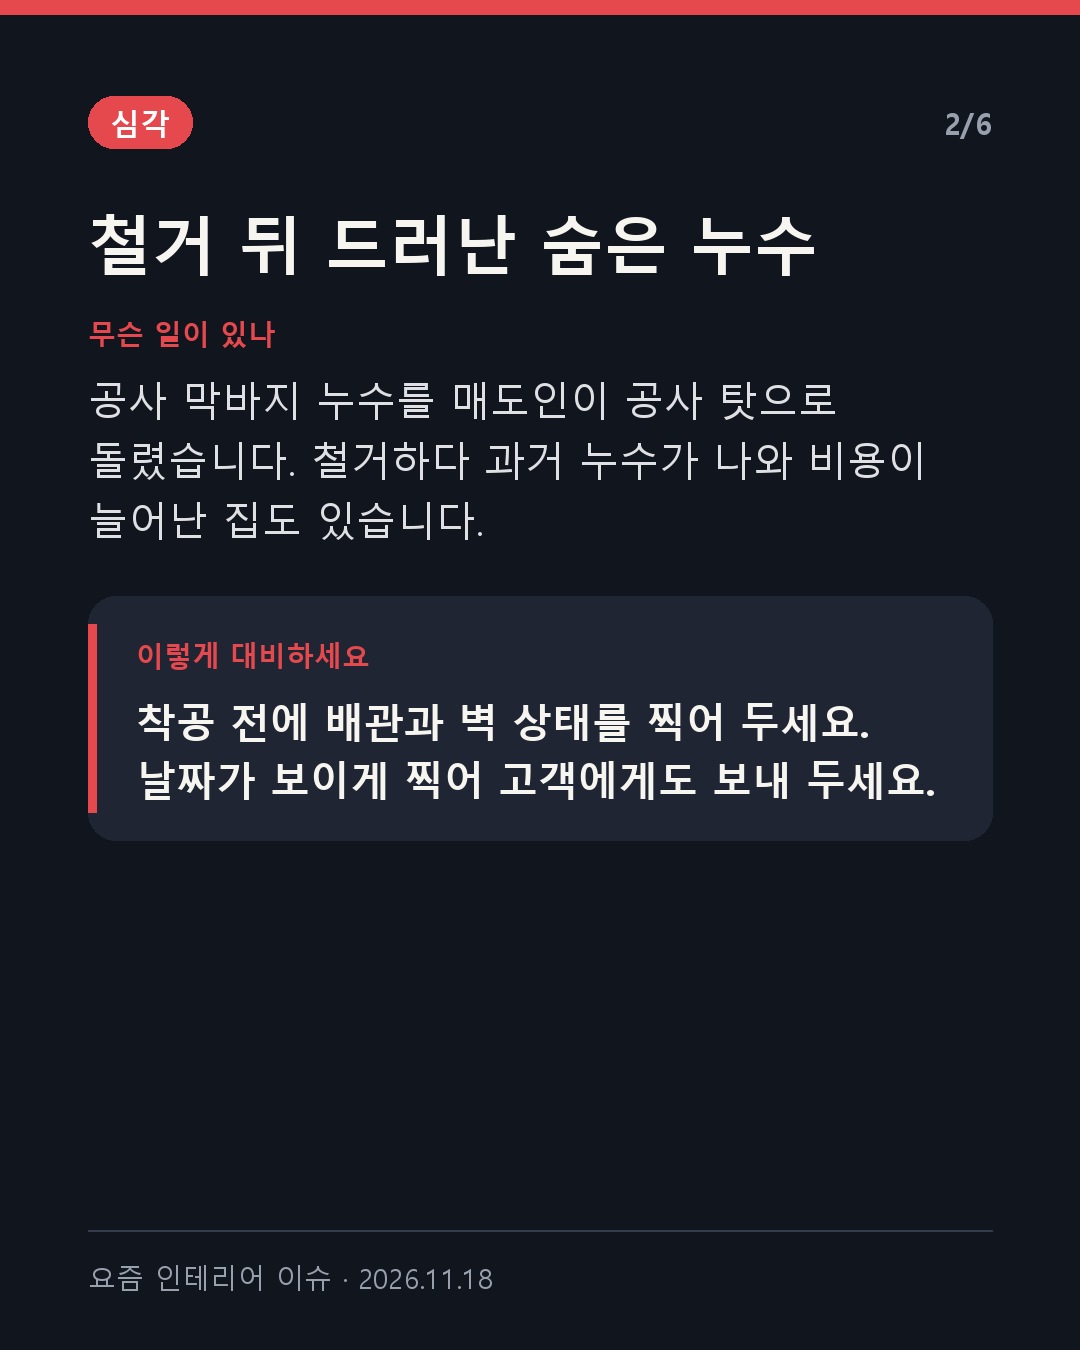 심각
2/6
철거 뒤 드러난 숨은 누수
무슨 일이 있나
공사 막바지 누수를 매도인이 공사 탓으로
돌렸습니다. 철거하다 과거 누수가 나와 비용이
늘어난 집도 있습니다.
이렇게 대비하세요
착공 전에 배관과 벽 상태를 찍어 두세요.
날짜가 보이게 찍어 고객에게도 보내 두세요.
요즘 인테리어 이슈 · 2026.11.18